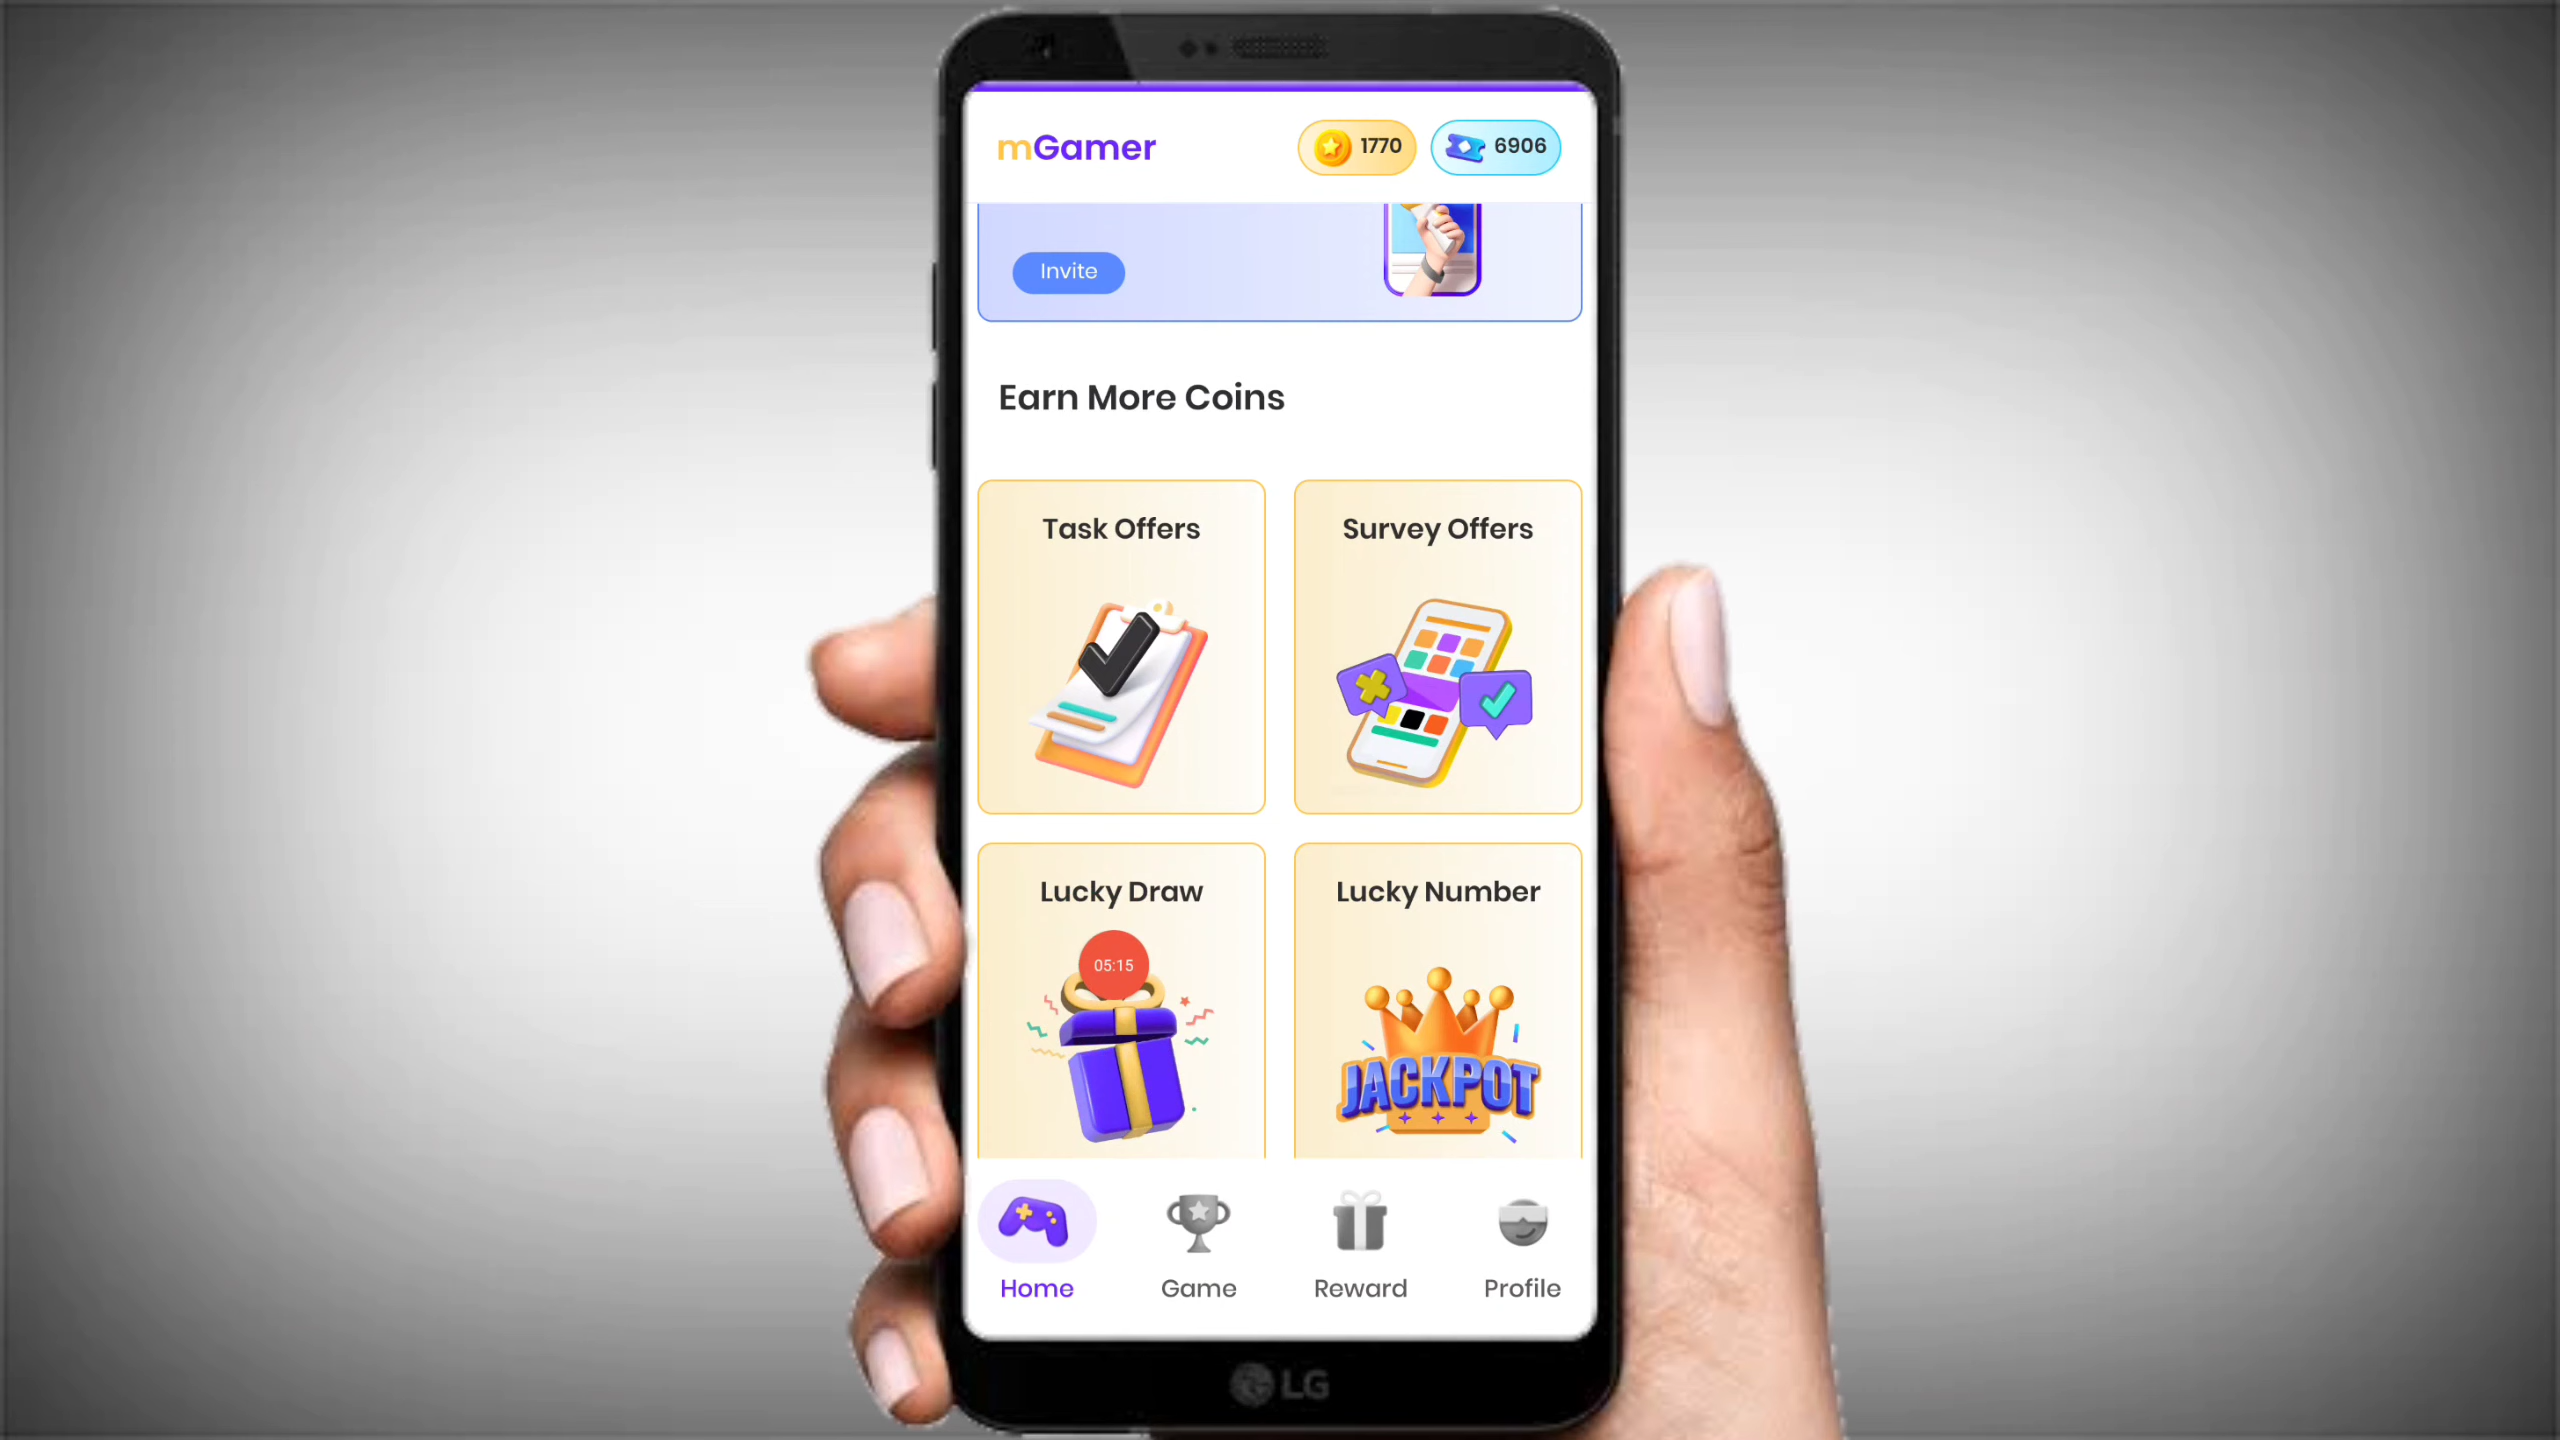 mGamer
1770
6906
Invite
Earn More Coins
Task Offers
Survey Offers
Lucky Draw
Lucky Number
05:15
JACKPOT
Home
Game
Reward
Profile
LG